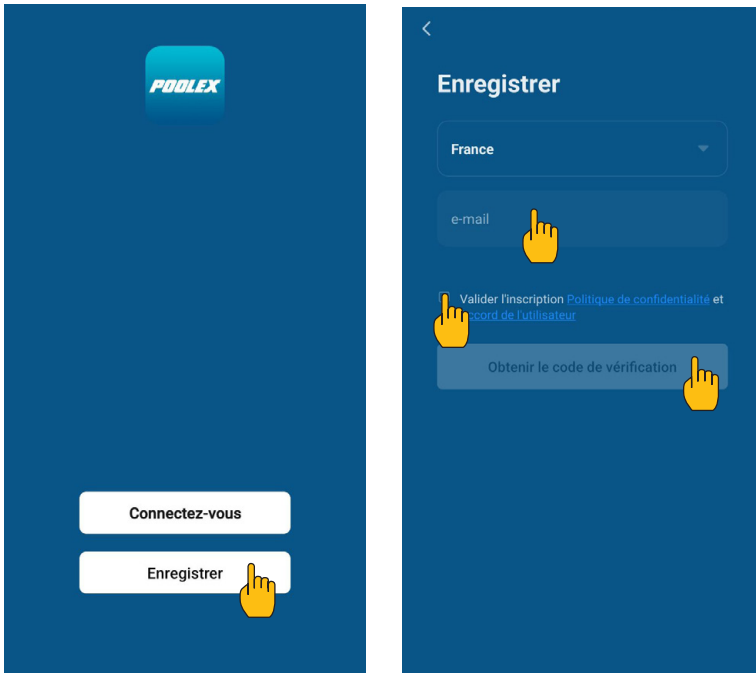 POOLEX
Connectez-vous
Enregistrer
Enregistrer
France
e-mail
Valider l'inscription Politique de confidentialité et
ccord de l'utilisateur
Obtenir le code de vérification